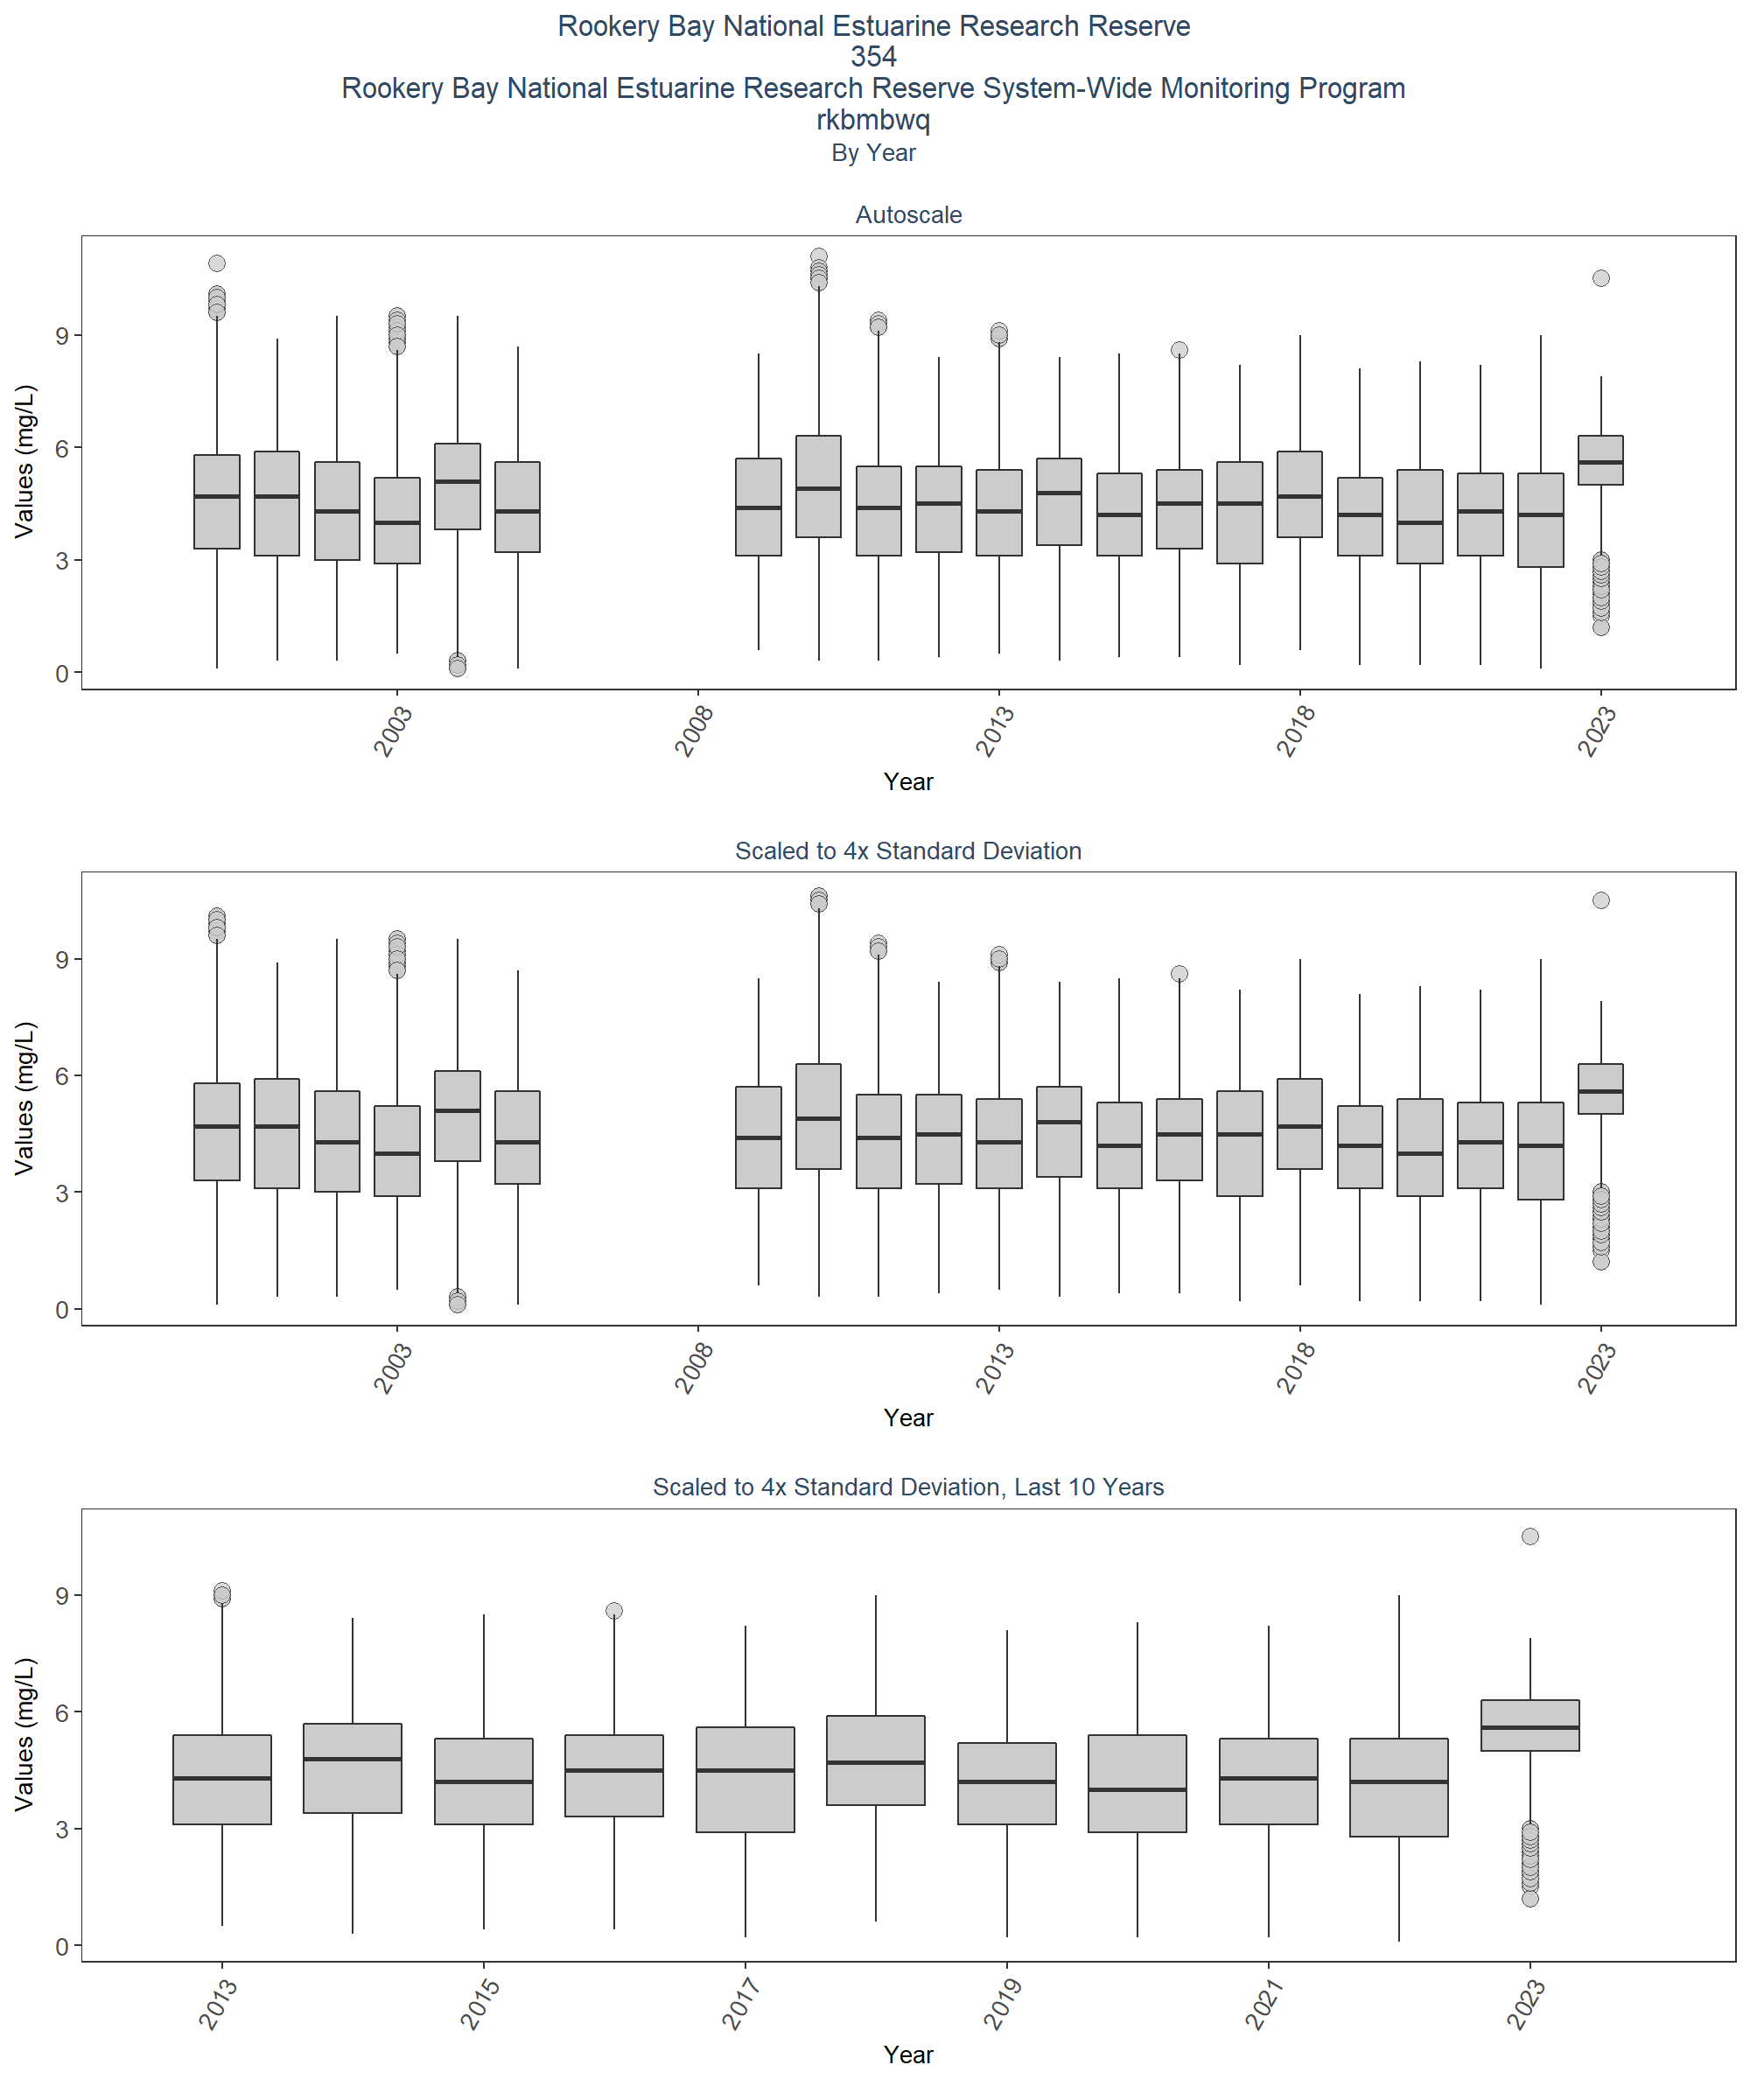 Rookery Bay National Estuarine Research Reserve
354
Rookery Bay National Estuarine Research Reserve System-Wide Monitoring Program
rkbmbwq
By Year
Autoscale
Values (mg/L)
9
6
3
0
2003 2008 2013 2018 2023
Year
Scaled to 4x Standard Deviation
Values (mg/L)
9
6
3
0
2003 2008 2013 2018 2023
Year
Scaled to 4x Standard Deviation, Last 10 Years
Values (mg/L)
9
6
3
0
2013 2015 2017 2019 2021 2023
Year